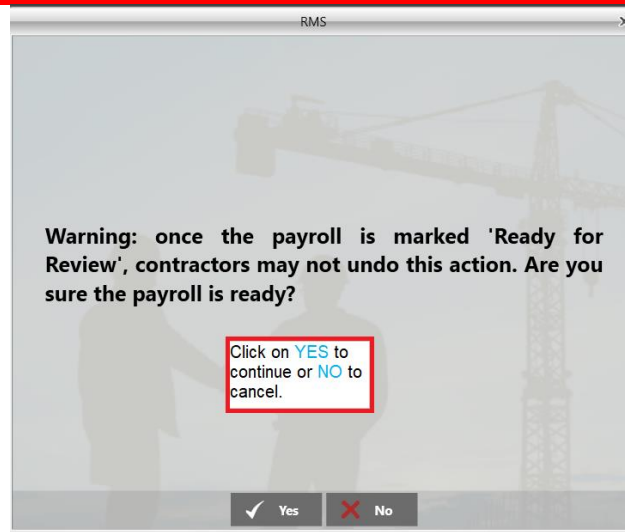 RMS
Warning: once the payroll is marked 'Ready for
Review', contractors may not undo this action. Are you
sure the payroll is ready?
Click on YES to
continue or NO to
cancel.
Yes No